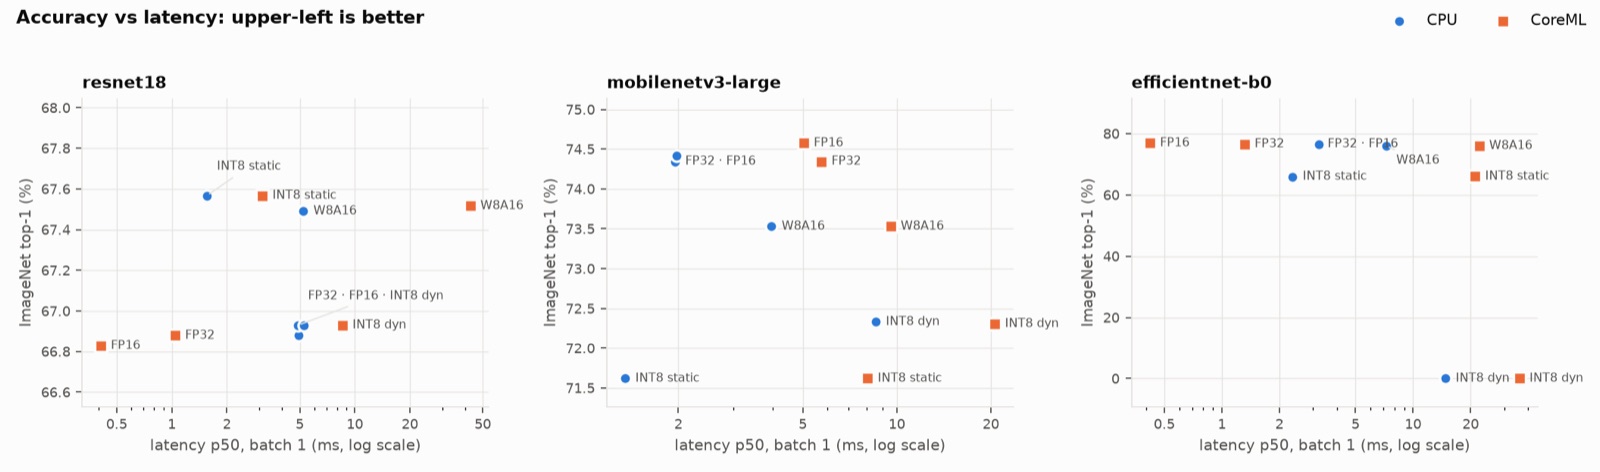 Accuracy vs latency: upper-left is better
CPU
CoreML
resnet18
ImageNet top-1 (%)
68.0
67.8
67.6
67.4
67.2
67.0
66.8
66.6
INT8 static
INT8 static
W8A16
W8A16
FP32 · FP16 · INT8 dyn
INT8 dyn
FP32
FP16
0.5 1 2 5 10 20 50
latency p50, batch 1 (ms, log scale)
mobilenetv3-large
ImageNet top-1 (%)
75.0
74.5
74.0
73.5
73.0
72.5
72.0
71.5
FP16
FP32 · FP16
FP32
W8A16
W8A16
INT8 dyn
INT8 dyn
INT8 static
INT8 static
2 5 10 20
latency p50, batch 1 (ms, log scale)
efficientnet-b0
ImageNet top-1 (%)
80
60
40
20
0
FP16
FP32
FP32 · FP16
W8A16
W8A16
INT8 static
INT8 static
INT8 dyn
INT8 dyn
0.5 1 2 5 10 20
latency p50, batch 1 (ms, log scale)